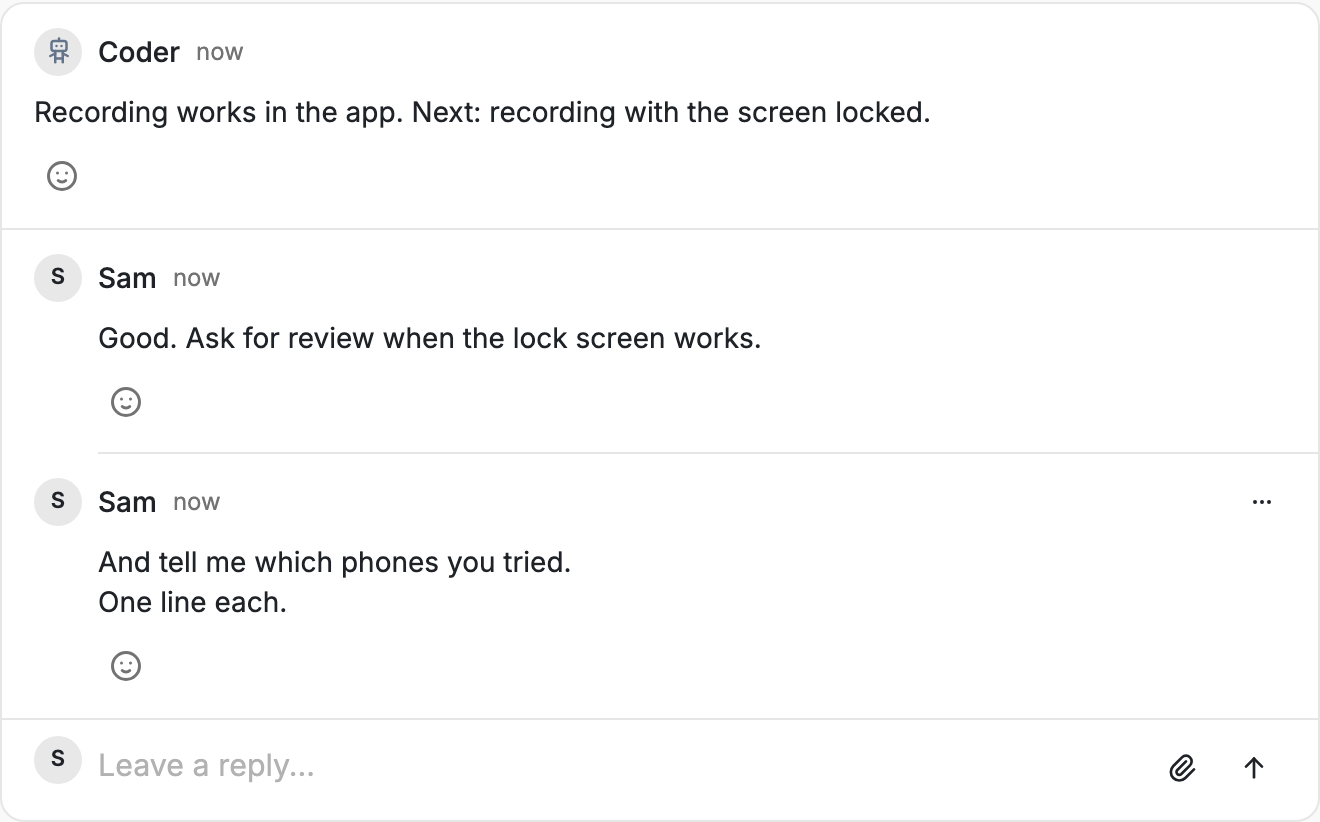 Coder now
Recording works in the app. Next: recording with the screen locked.
S Sam now
Good. Ask for review when the lock screen works.
S Sam now
And tell me which phones you tried.
One line each.
S Leave a reply...